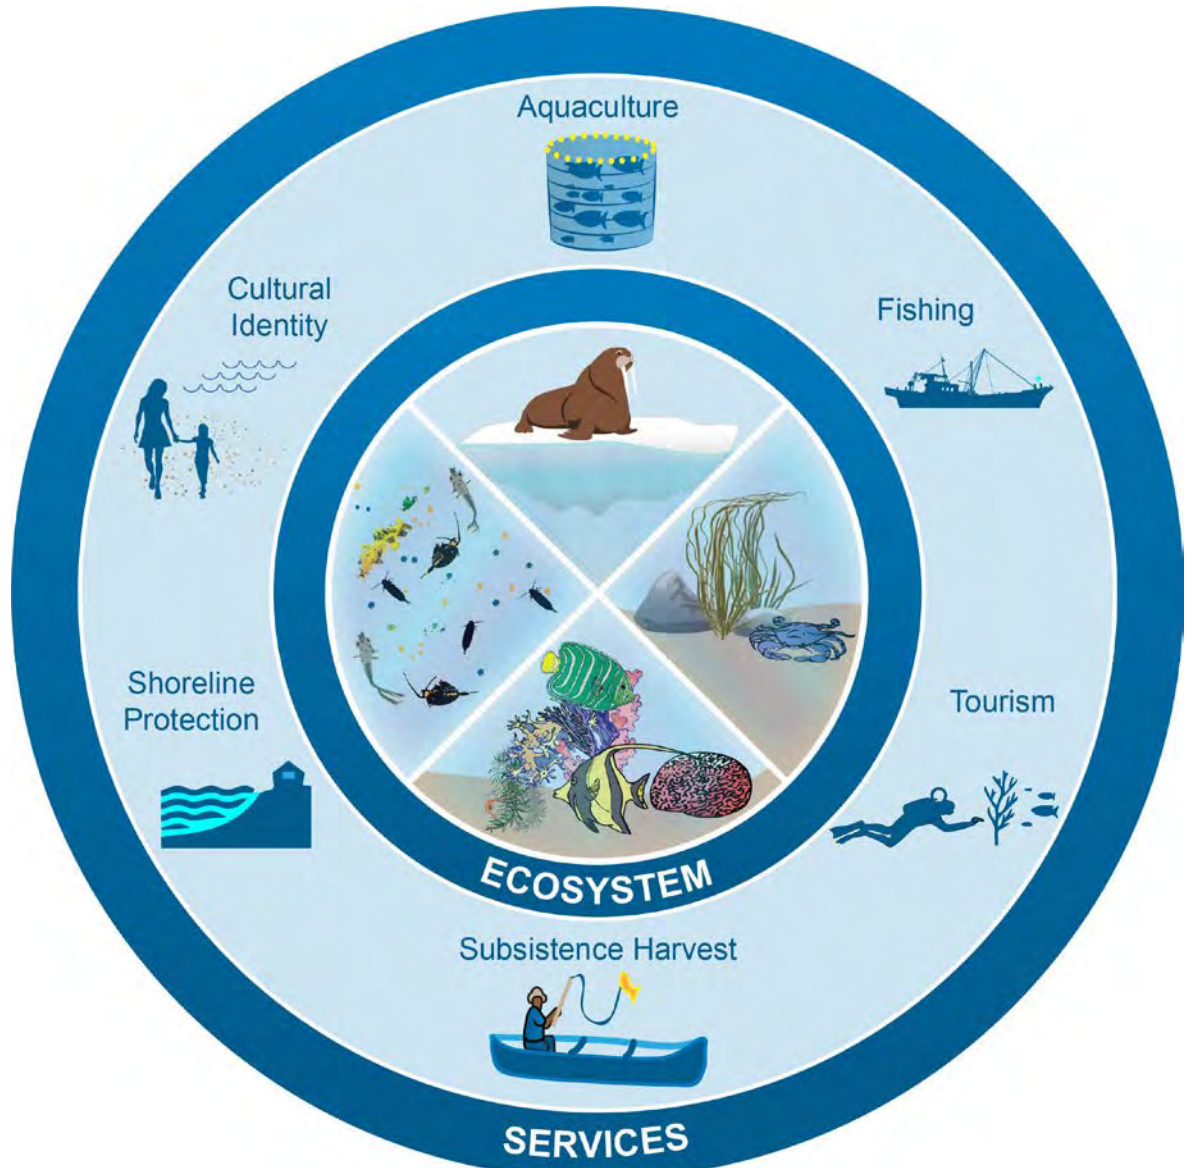 Aquaculture
Cultural
Identity
Fishing
Shoreline
Protection
Tourism
ECOSYSTEM
Subsistence Harvest
SERVICES